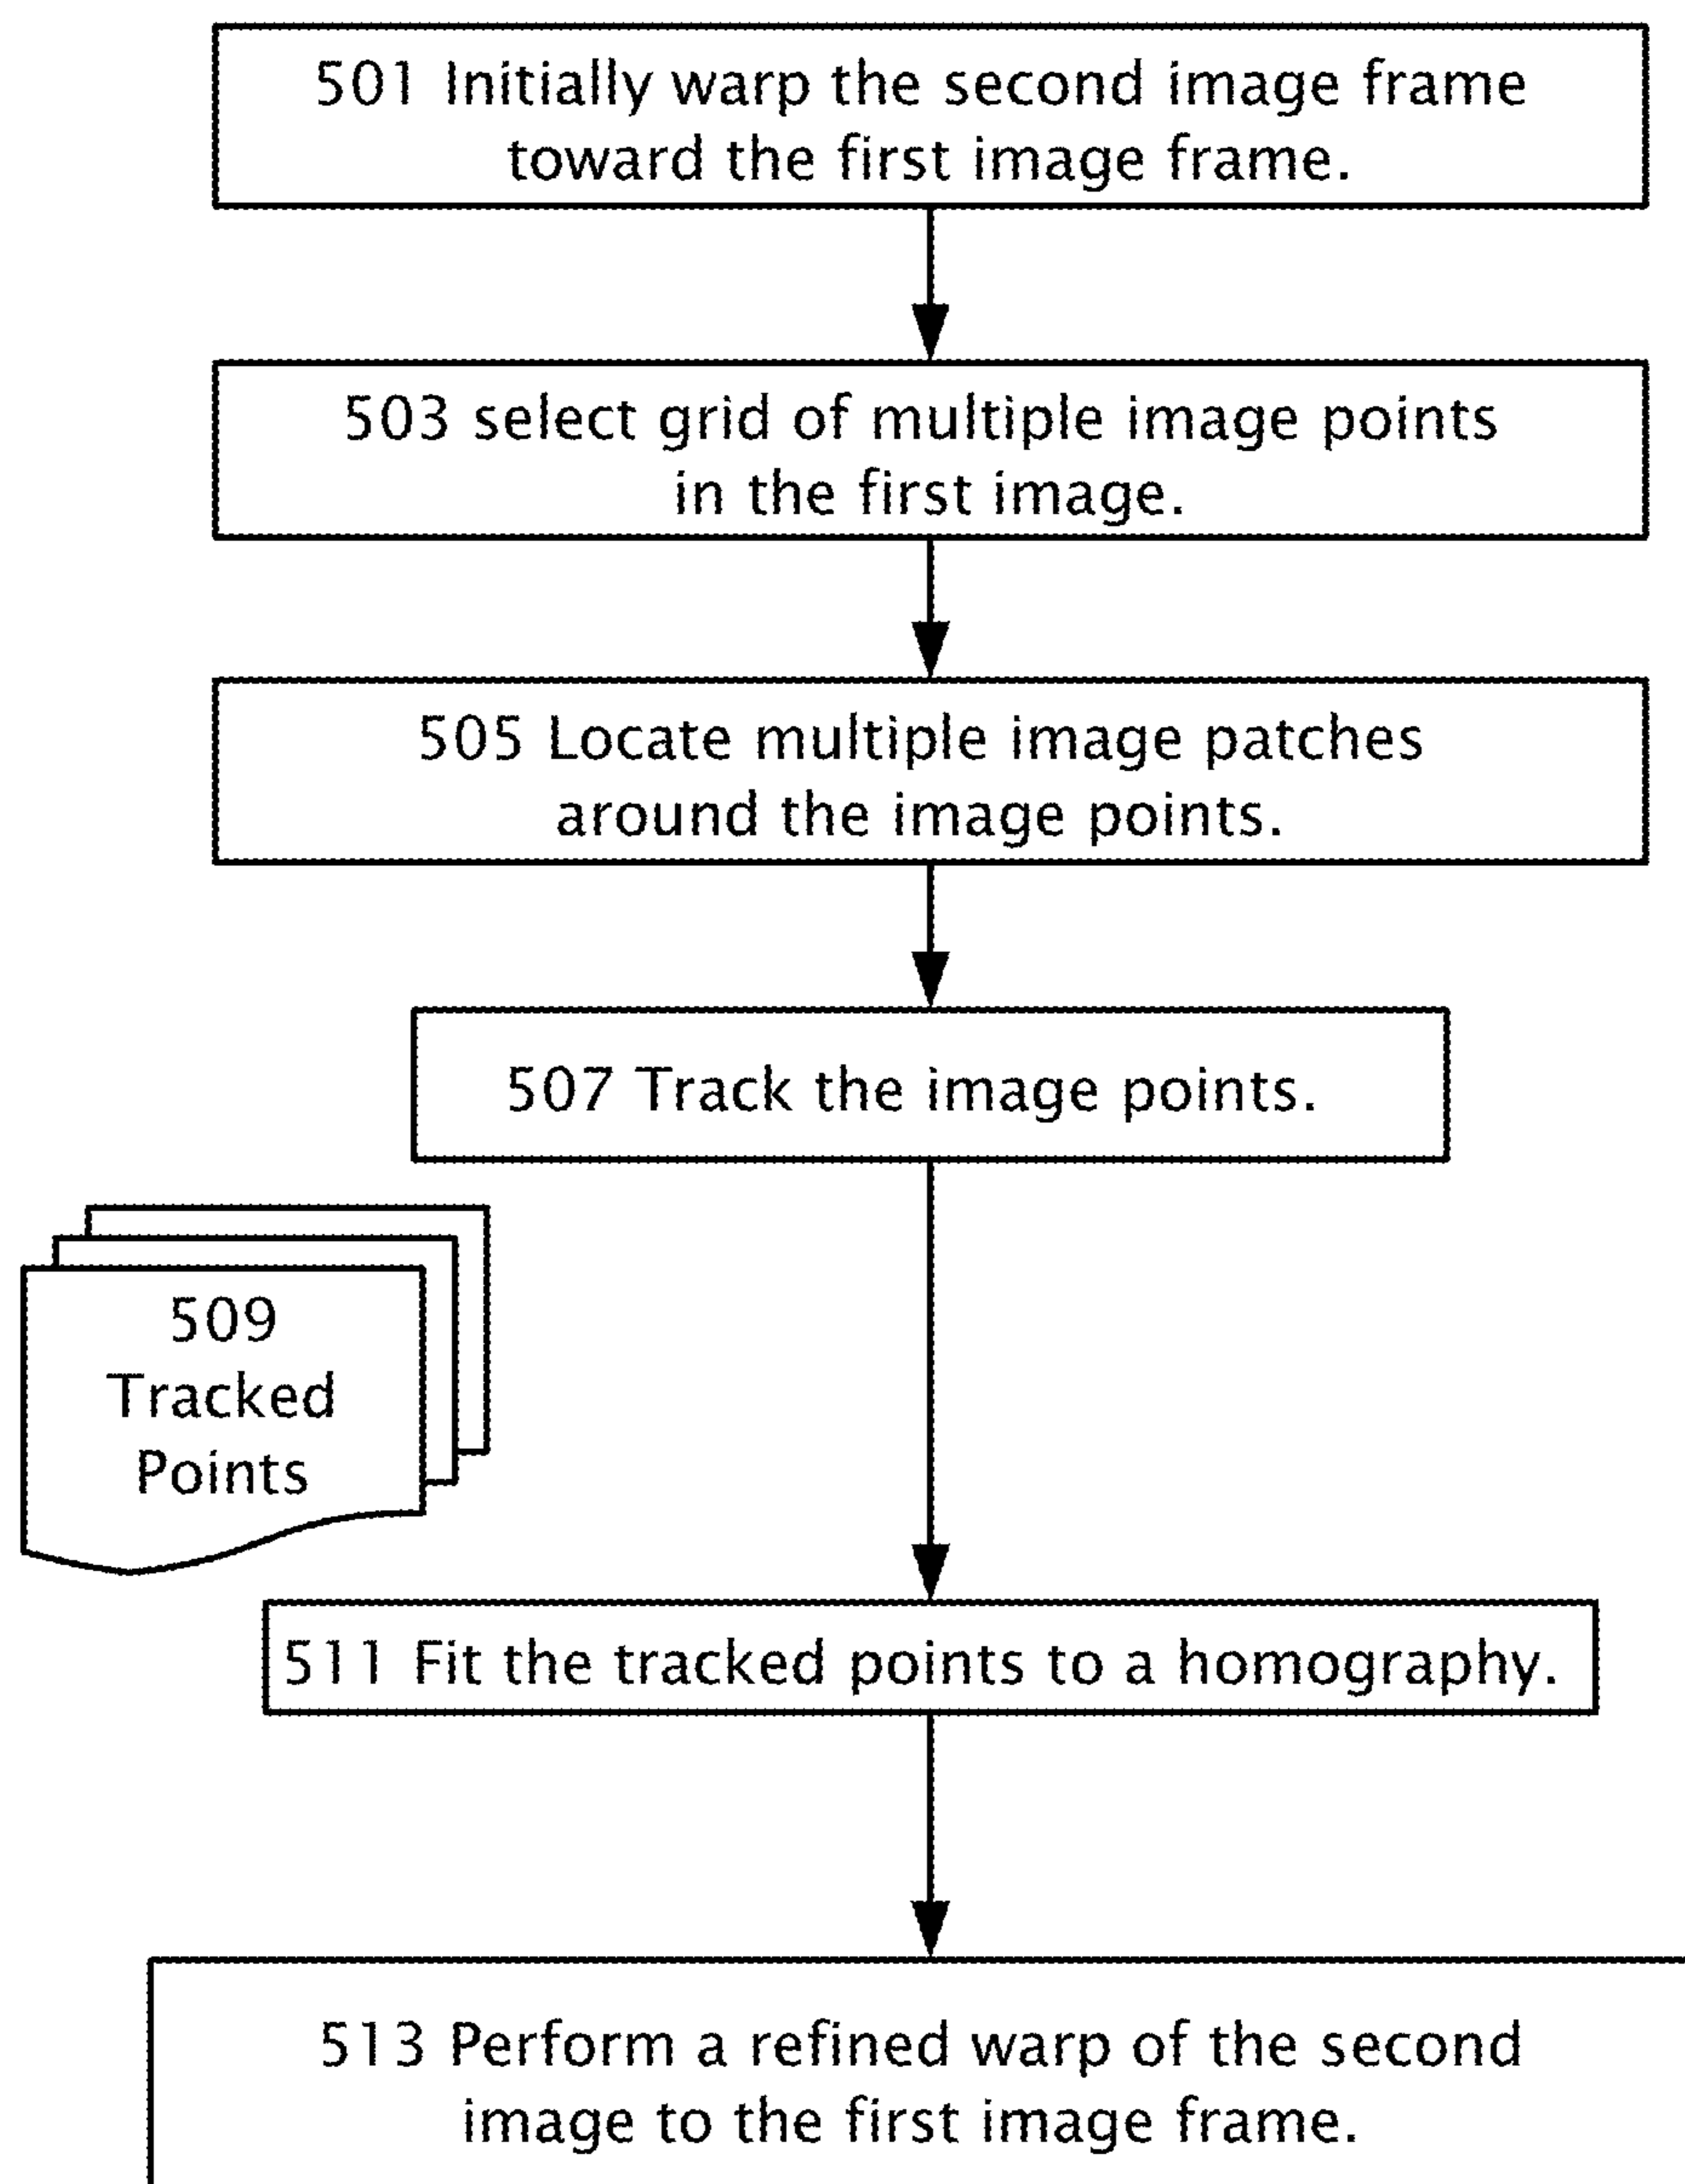 501 Initially warp the second image frame
toward the first image frame.
503 select grid of multiple image points
in the first image.
505 Locate multiple image patches
around the image points.
507 Track the image points.
509
Tracked
Points
511 Fit the tracked points to a homography.
513 Perform a refined warp of the second
image to the first image frame.